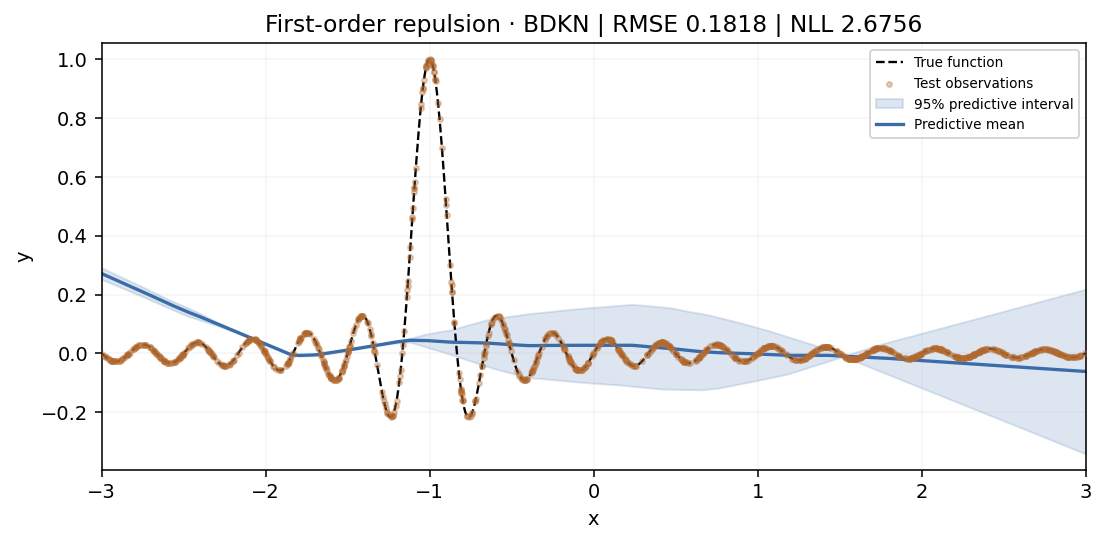 First-order repulsion · BDKN | RMSE 0.1818 | NLL 2.6756
True function
Test observations
95% predictive interval
Predictive mean
y
1.0
0.8
0.6
0.4
0.2
0.0
−0.2
−3
−2
−1
0
1
2
3
x